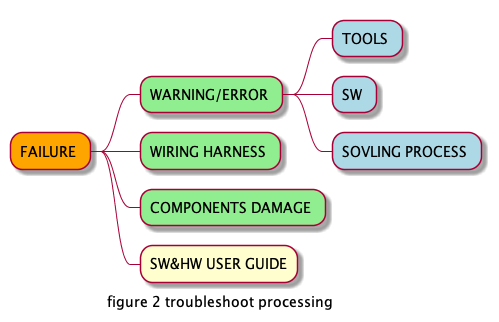 TOOLS
WARNING/ERROR
SW
FAILURE
WIRING HARNESS
SOVLING PROCESS
COMPONENTS DAMAGE
SW&HW USER GUIDE
figure 2 troubleshoot processing